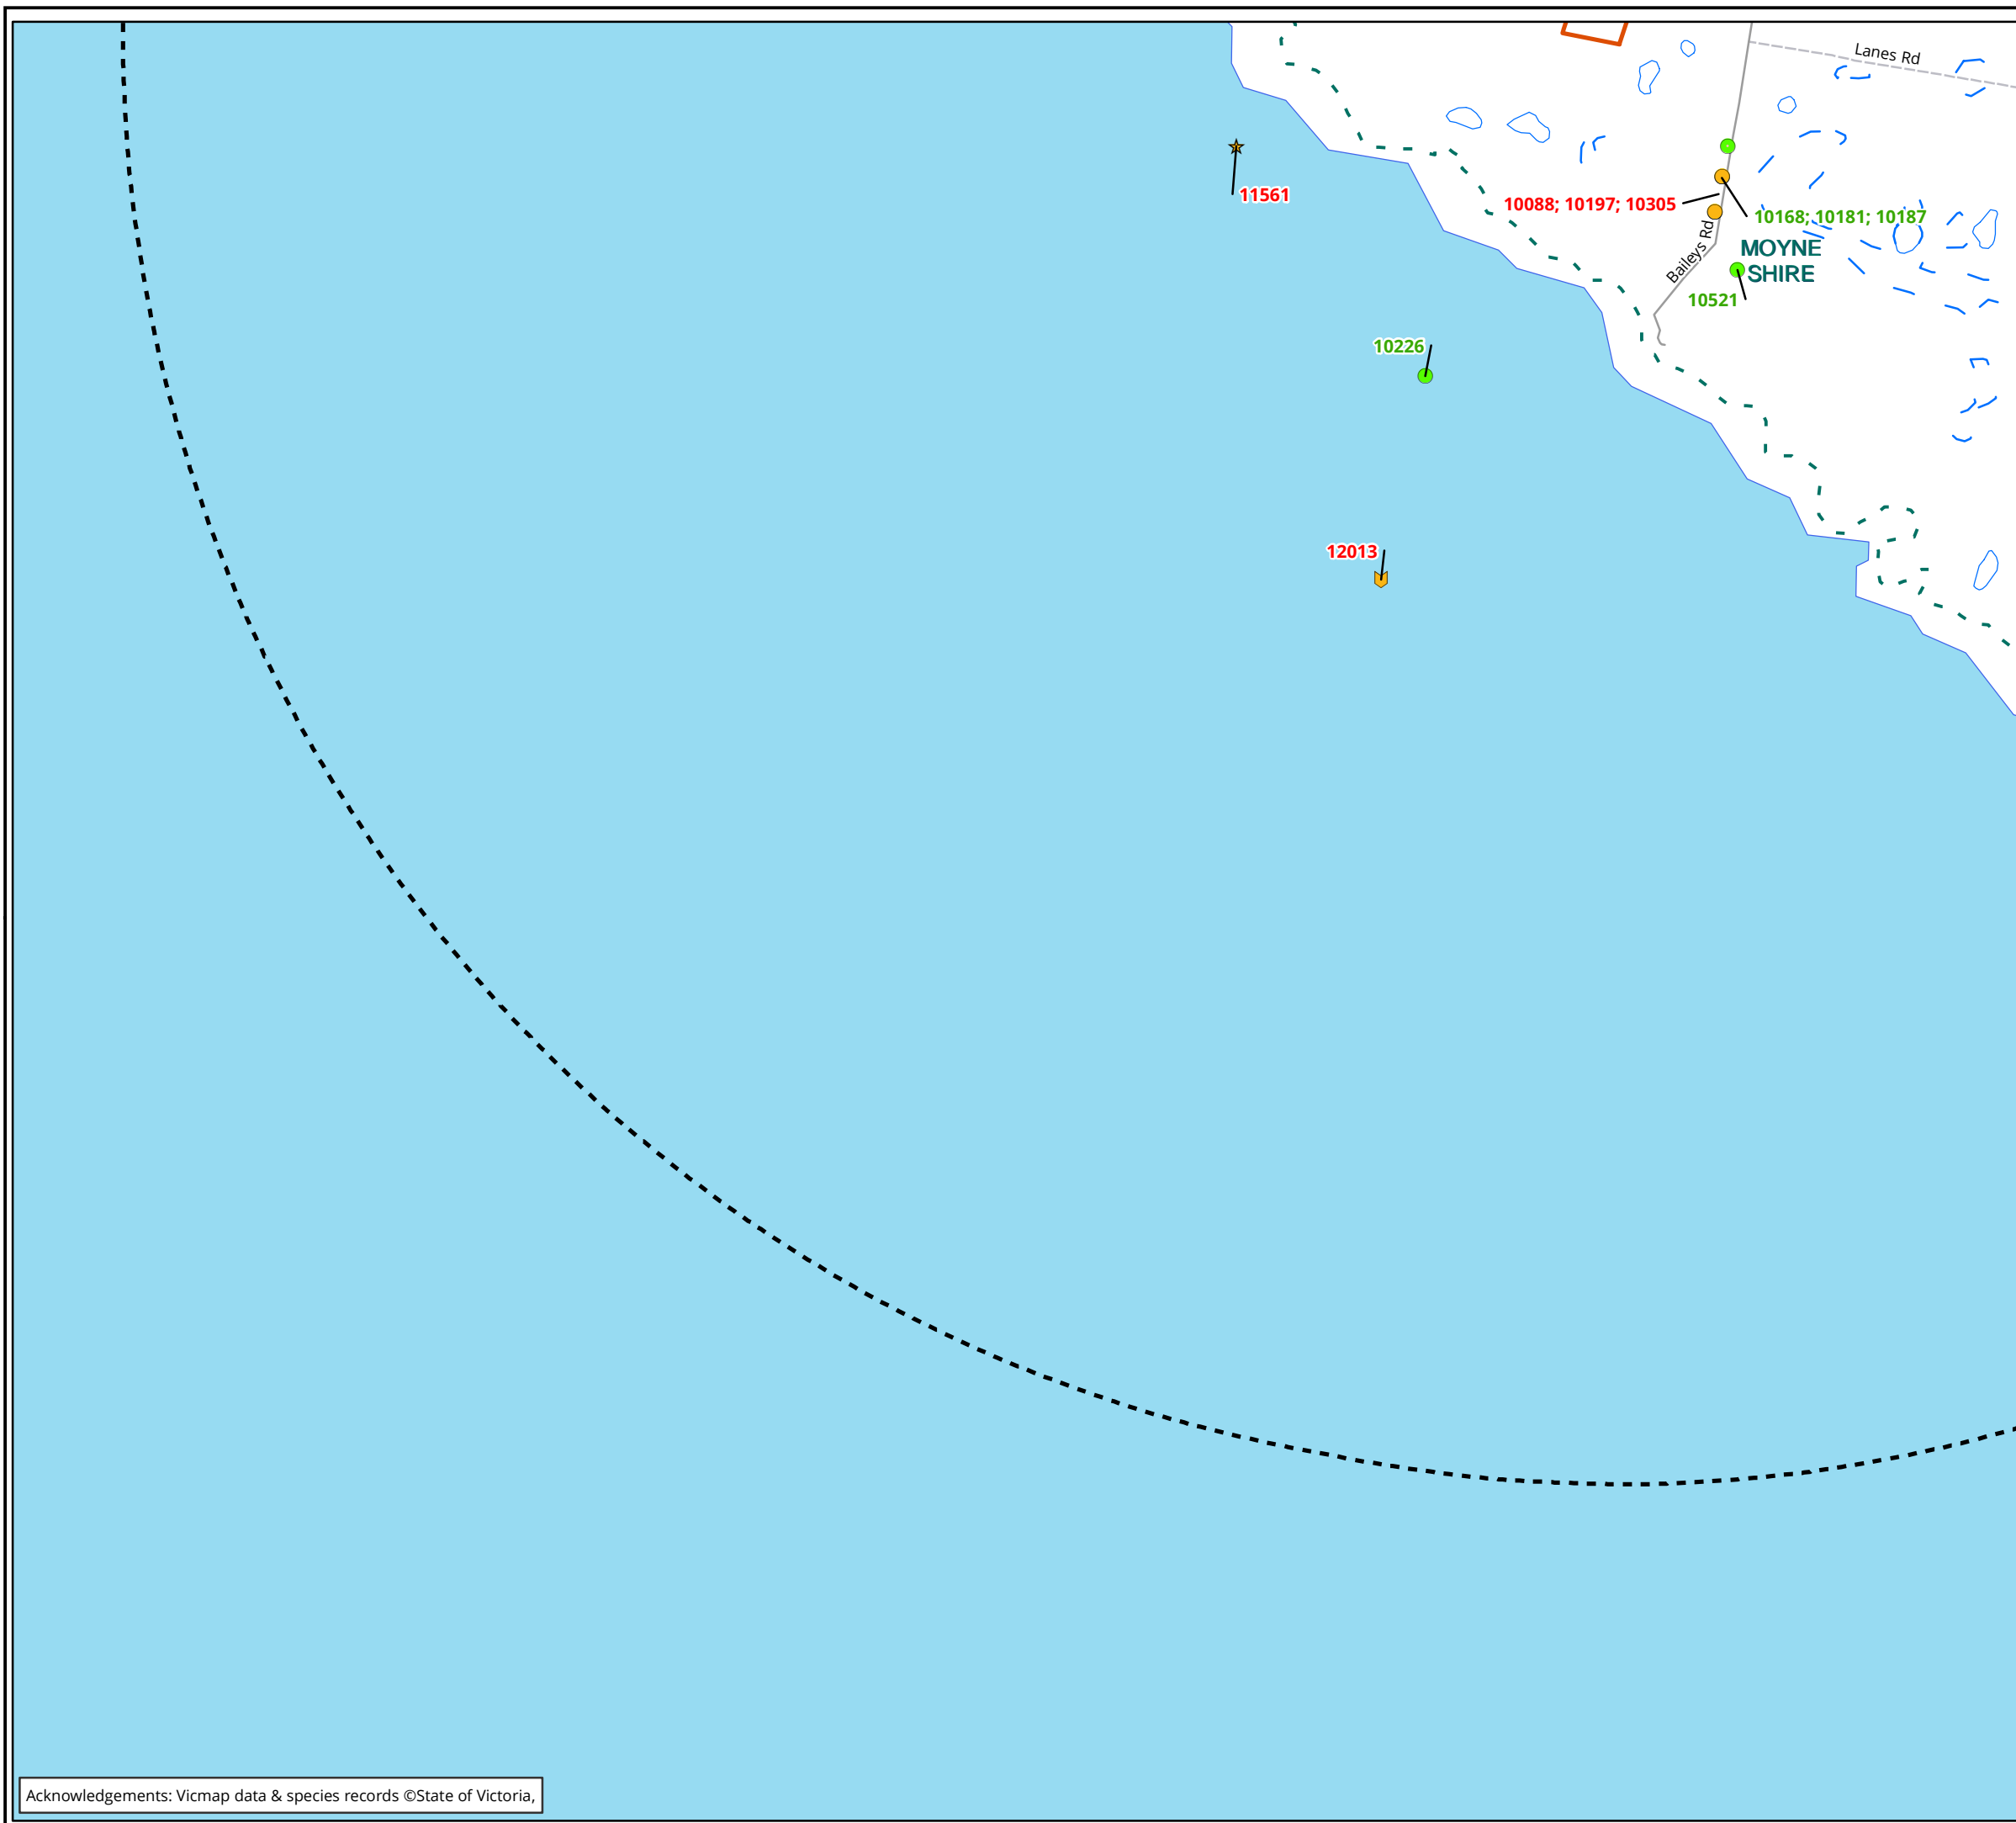 Lanes Rd
11561
10088; 10197; 10305
10168; 10181; 10187
Baileys Rd
MOYNE
SHIRE
10521
10226
12013
Acknowledgements: Vicmap data & species records ©State of Victoria,